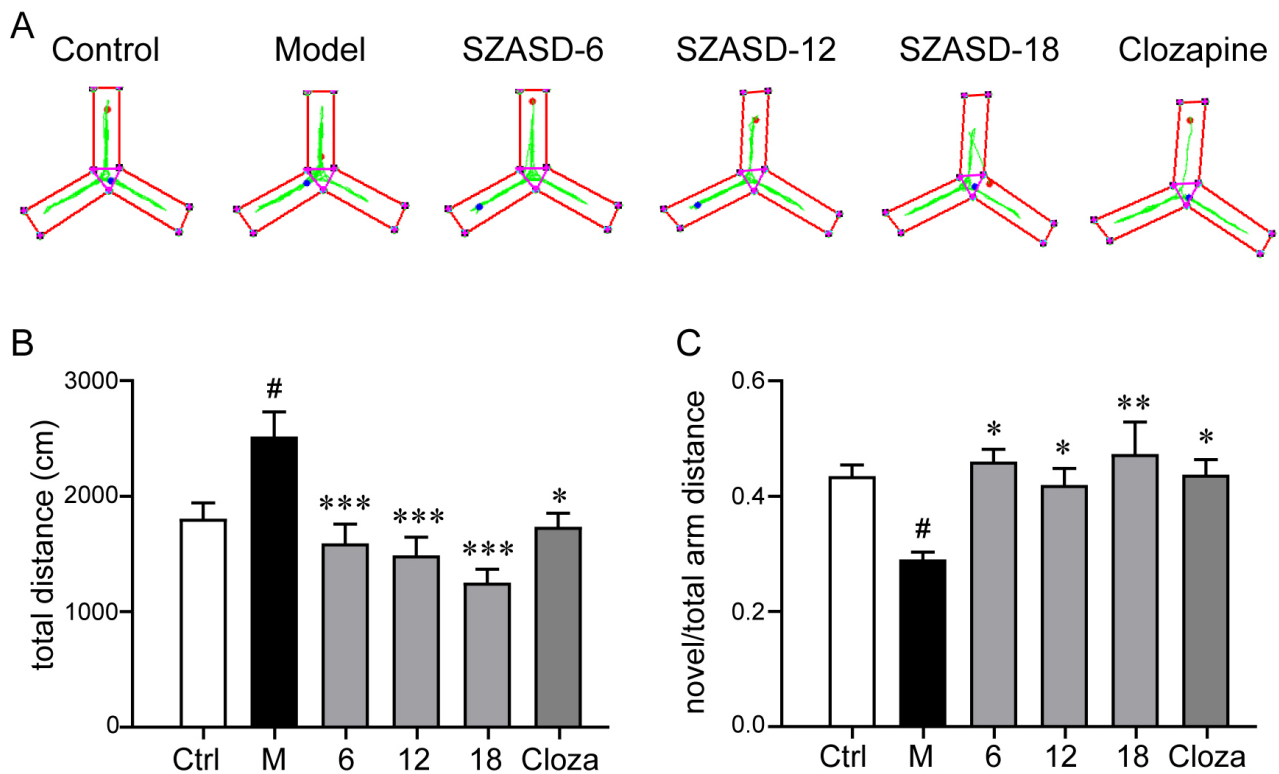 A
Control Model SZASD-6 SZASD-12 SZASD-18 Clozapine
B
total distance (cm)
3000
2000
1000
0
#
***
***
***
*
Ctrl M 6 12 18 Cloza
C
novel/total arm distance
0.6
0.4
0.2
0.0
#
*
*
**
*
Ctrl M 6 12 18 Cloza